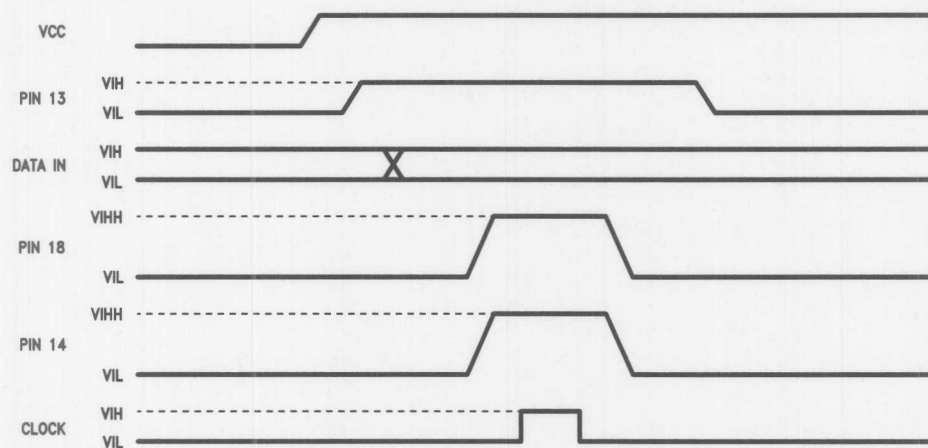 VCC
VIH
PIN 13
VIL
VIH
DATA IN
VIL
VIHH
PIN 18
VIL
VIHH
PIN 14
VIL
VIH
CLOCK
VIL